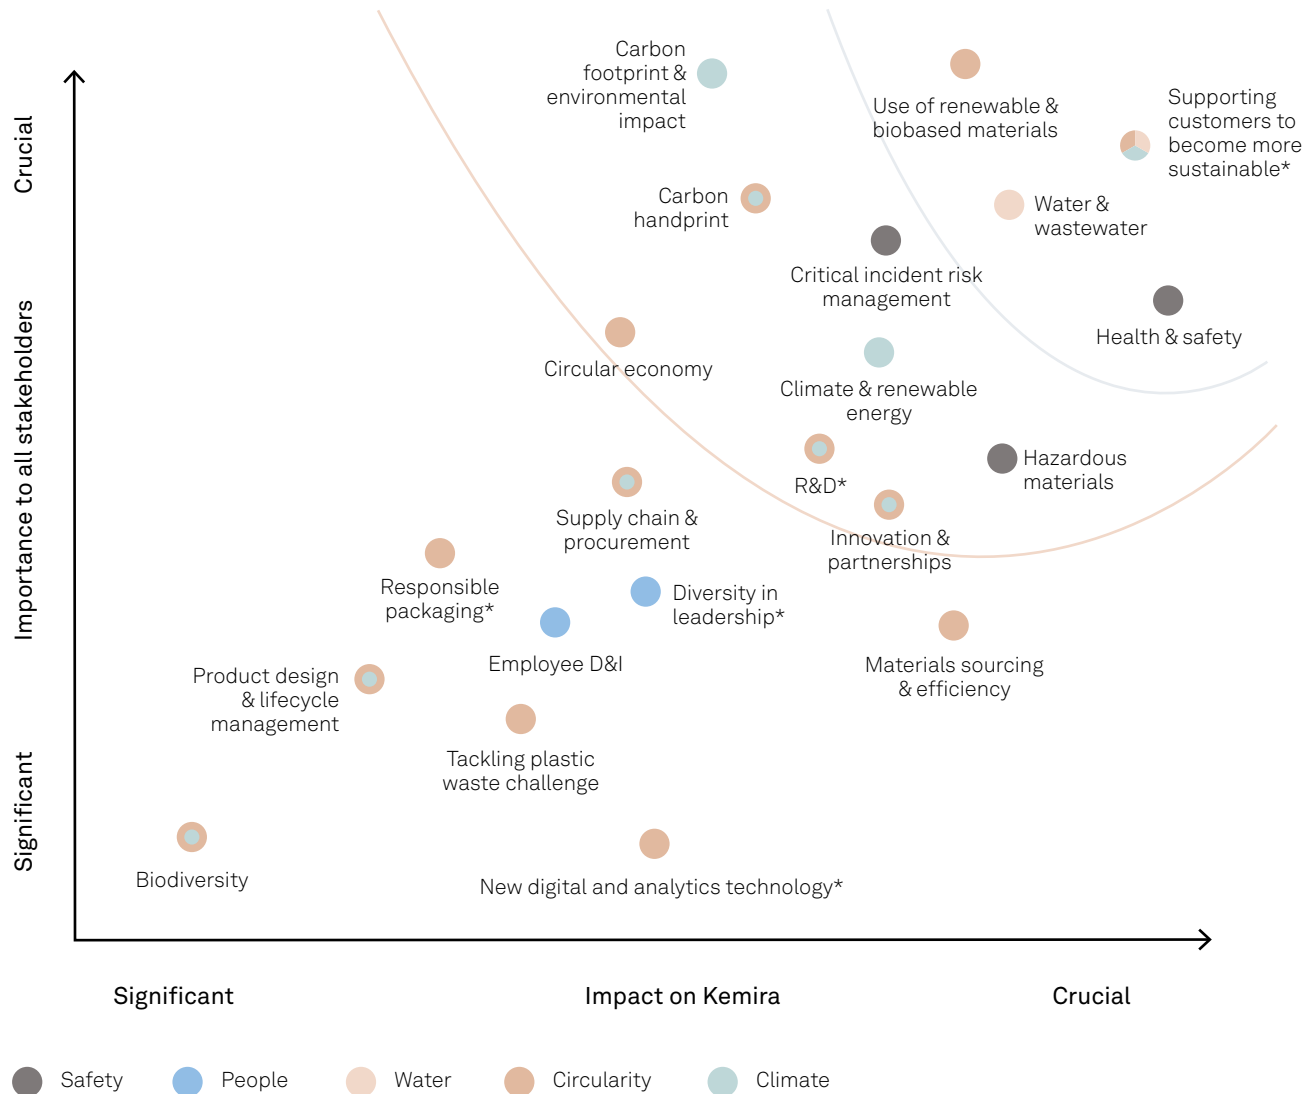 Carbon
footprint &
environmental
impact
Use of renewable &
biobased materials
Supporting
customers to
become more
sustainable*
Crucial
Carbon
handprint
Water &
wastewater
Critical incident risk
management
Health & safety
Importance to all stakeholders
Circular economy
Climate & renewable
energy
R&D*
Hazardous
materials
Supply chain &
procurement
Innovation &
partnerships
Responsible
packaging*
Diversity in
leadership*
Employee D&I
Materials sourcing
& efficiency
Product design
& lifecycle
management
Tackling plastic
waste challenge
Significant
Biodiversity
New digital and analytics technology*
Significant
Impact on Kemira
Crucial
Safety
People
Water
Circularity
Climate